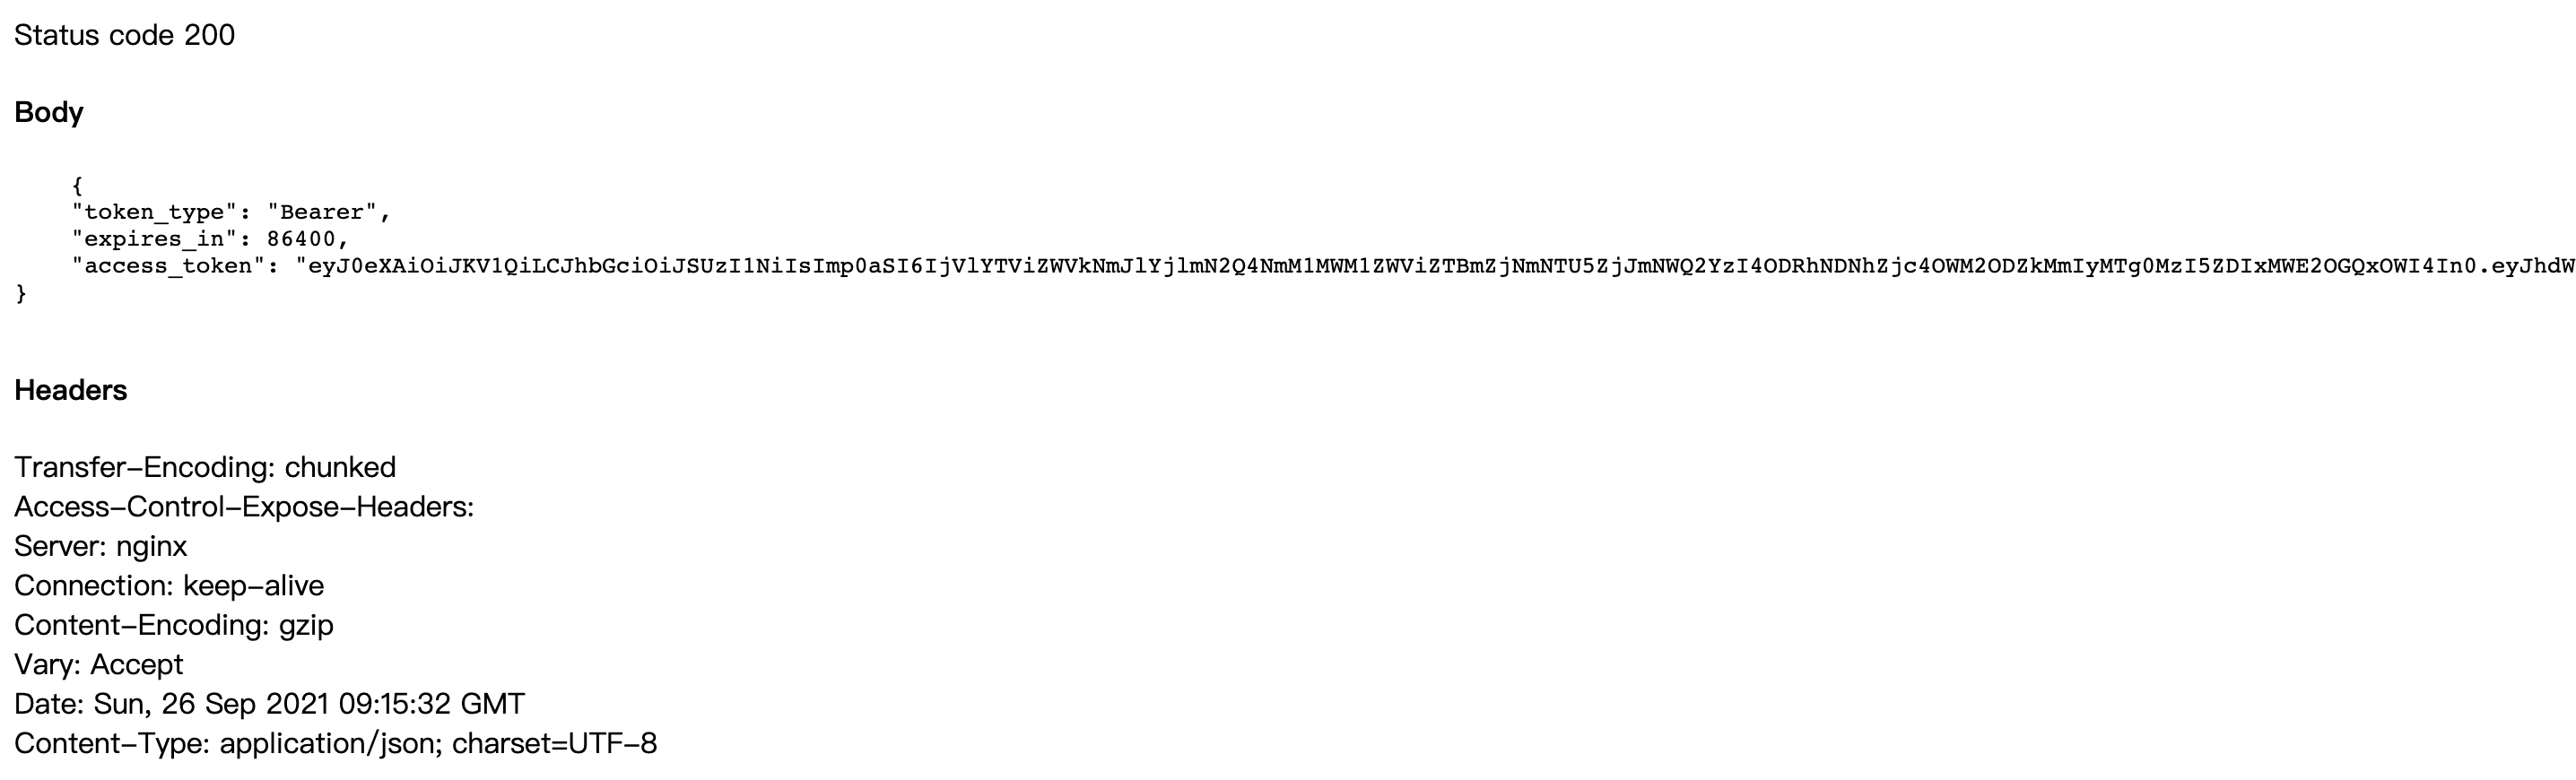 Status code 200
Body
{
"token_type": "Bearer",
"expires_in": 86400,
"access_token": "eyJ0eXAiOiJKV1QiLCJhbGciOiJSUzI1NiIsImp0aSI6IjVlYTViZWVkNmJlYjlmN2Q4NmM1MWM1ZWViZTBmZjNmNTU5ZjJmNWQ2YzI4ODRhNDNhZjc4OWM2ODZkMmIyMTg0MzI5ZDIxMWE2OGQxOWI4In0.eyJhdW
}
Headers
Transfer-Encoding: chunked
Access-Control-Expose-Headers:
Server: nginx
Connection: keep-alive
Content-Encoding: gzip
Vary: Accept
Date: Sun, 26 Sep 2021 09:15:32 GMT
Content-Type: application/json; charset=UTF-8